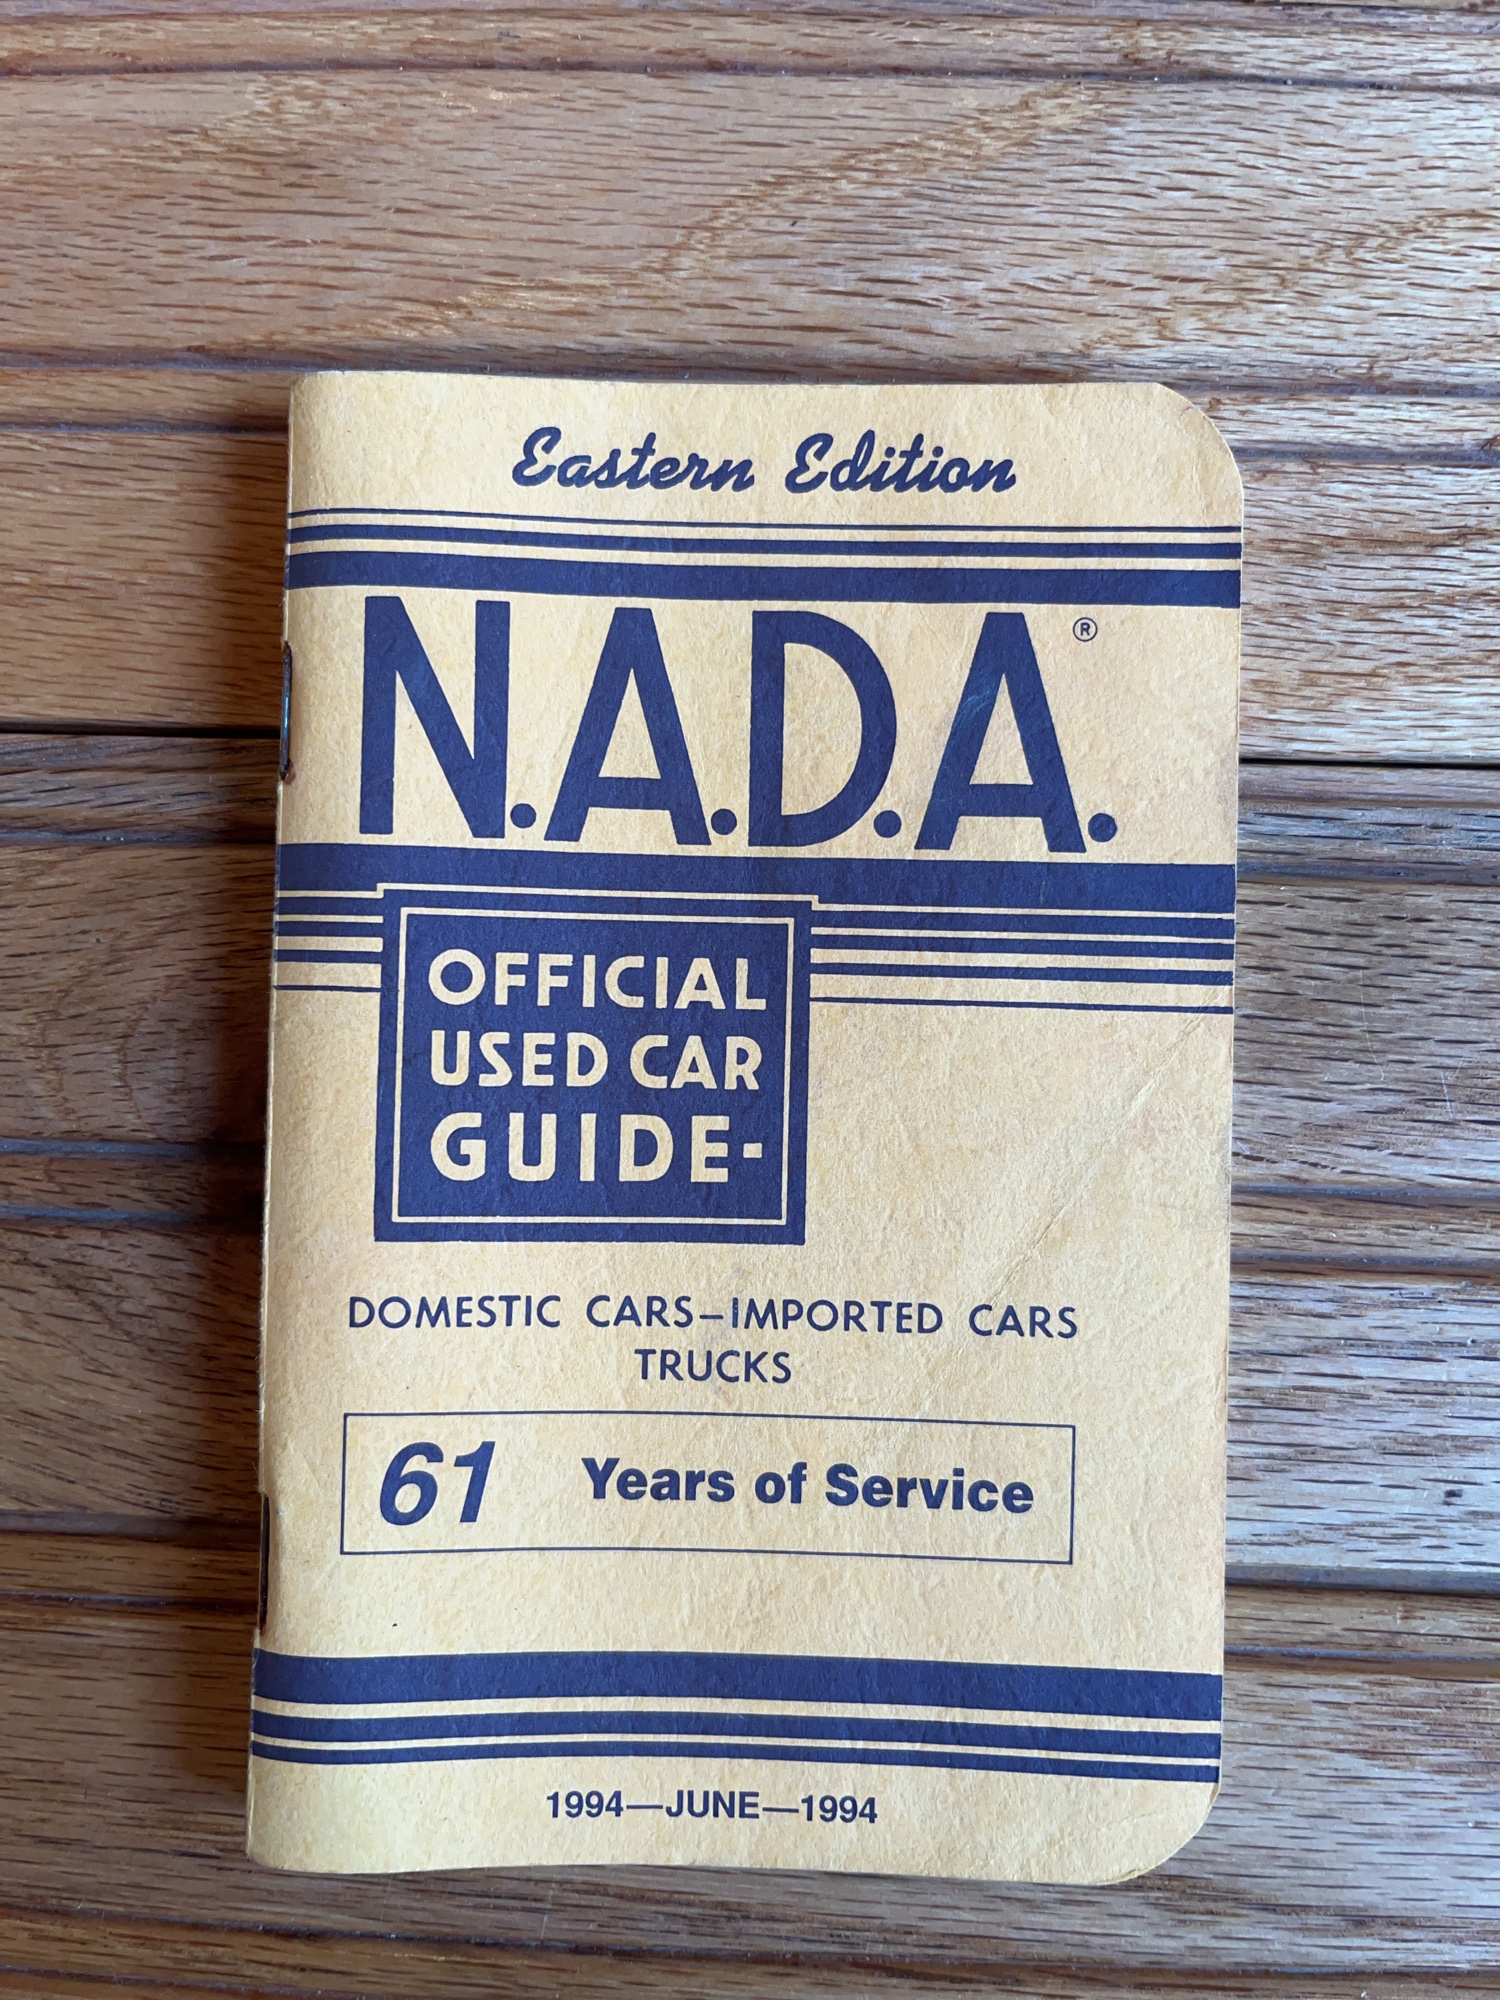 Eastern Edition
N.A.D.A.®
OFFICIAL
USED CAR
GUIDE-
DOMESTIC CARS–IMPORTED CARS
TRUCKS
61 Years of Service
1994—JUNE—1994